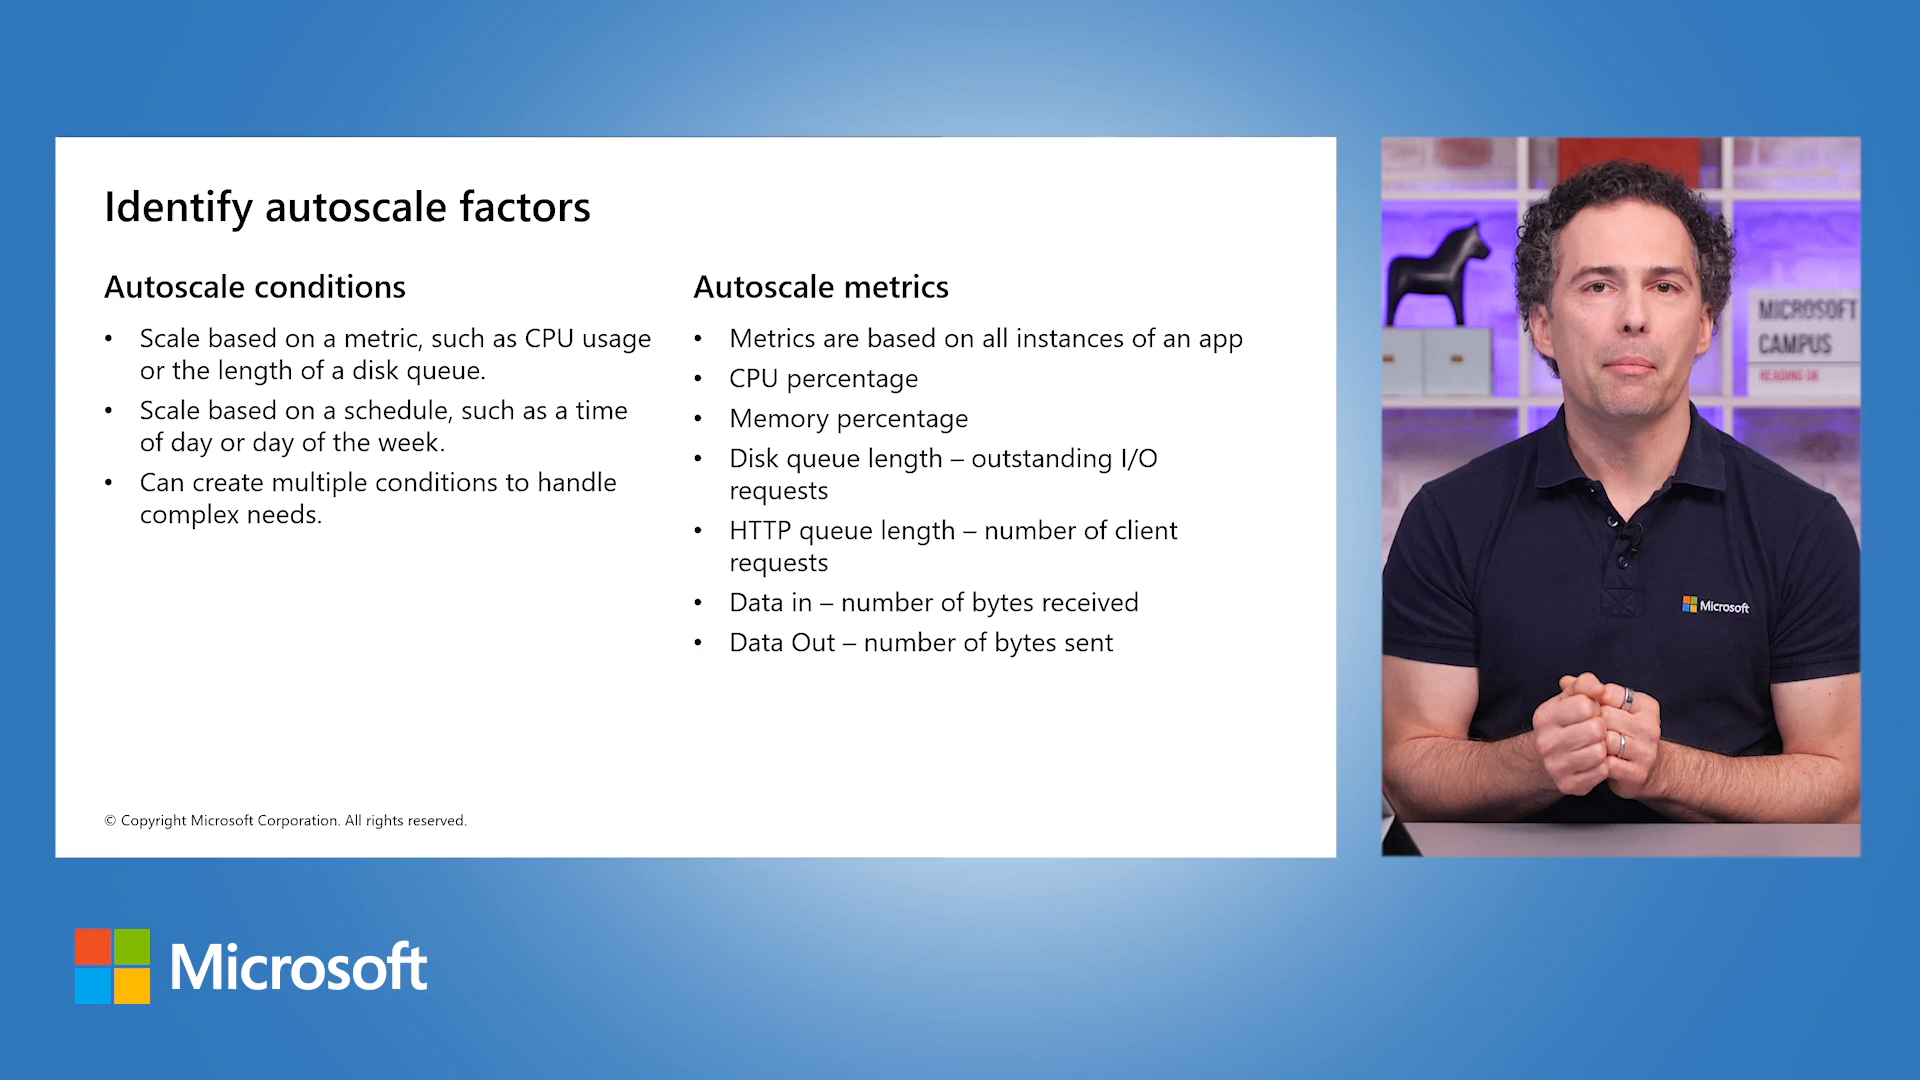 Identify autoscale factors
Autoscale conditions
• Scale based on a metric, such as CPU usage
or the length of a disk queue.
• Scale based on a schedule, such as a time
of day or day of the week.
• Can create multiple conditions to handle
complex needs.
Autoscale metrics
• Metrics are based on all instances of an app
• CPU percentage
• Memory percentage
• Disk queue length – outstanding I/O
requests
• HTTP queue length – number of client
requests
• Data in – number of bytes received
• Data Out – number of bytes sent
© Copyright Microsoft Corporation. All rights reserved.
MICROSOFT
CAMPUS
READING UK
Microsoft
Microsoft